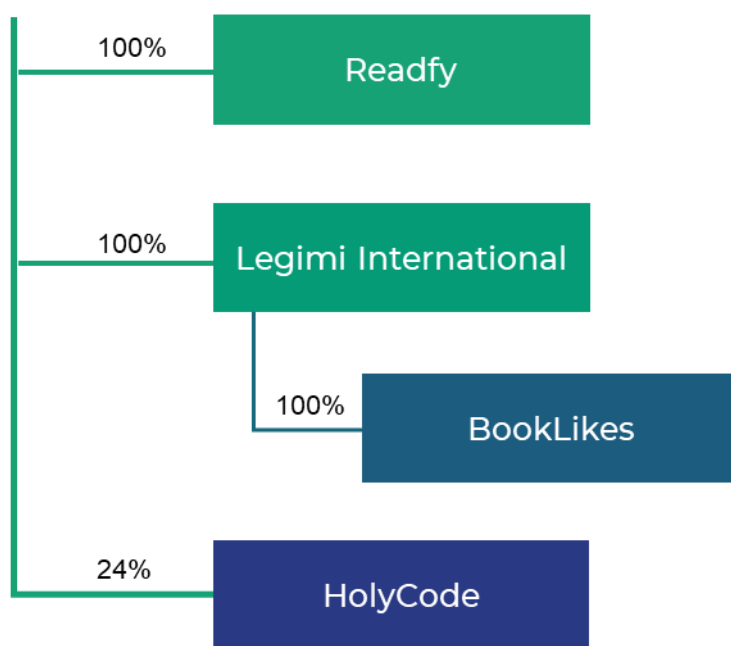 100%
Readfy
100%
Legimi International
100%
BookLikes
24%
HolyCode